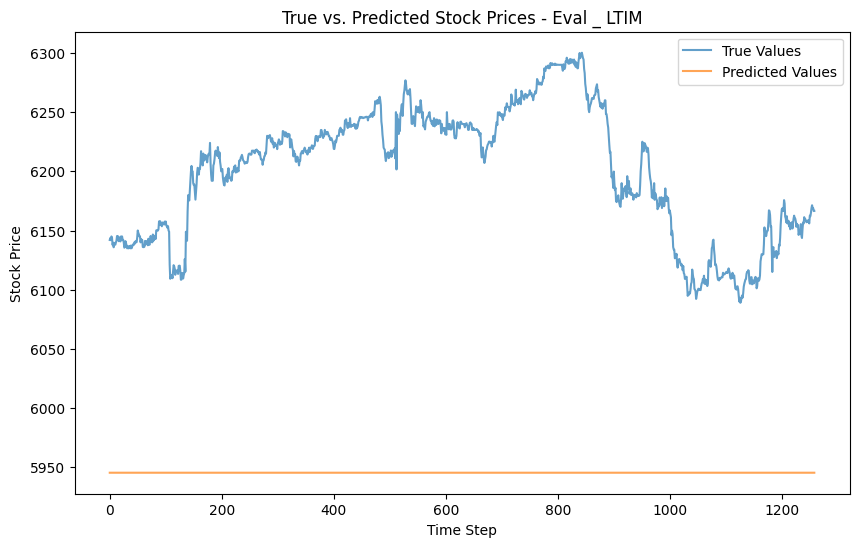 True vs. Predicted Stock Prices - Eval _ LTIM
True Values
Predicted Values
Stock Price
6300
6250
6200
6150
6100
6050
6000
5950
0 200 400 600 800 1000 1200
Time Step